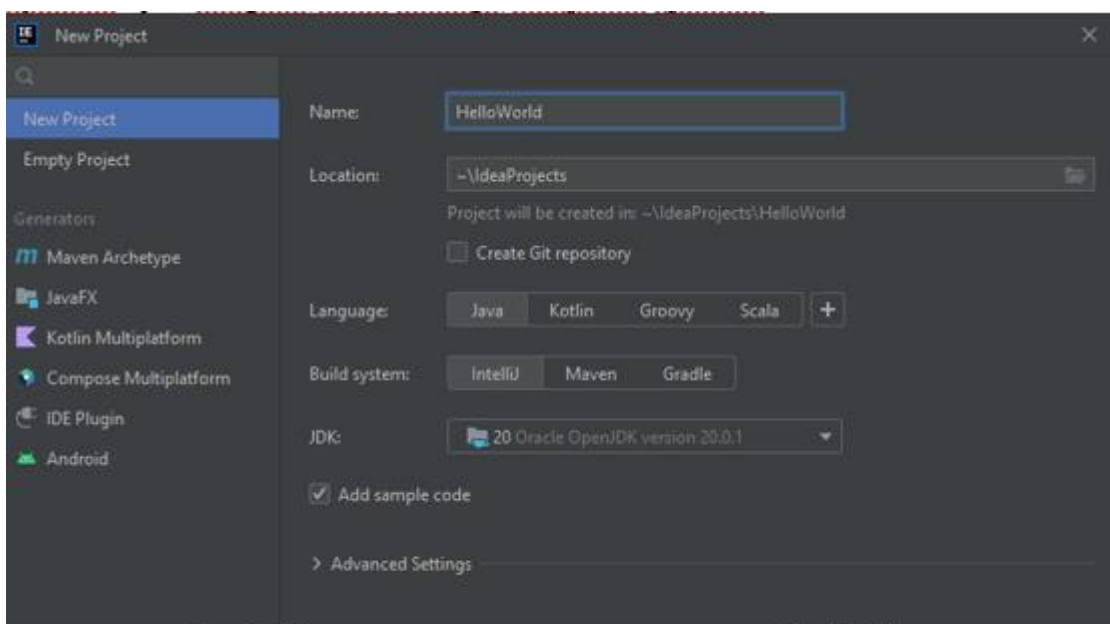 New Project
New Project
Empty Project
Generators
Maven Archetype
JavaFX
Kotlin Multiplatform
Compose Multiplatform
IDE Plugin
Android
Name: HelloWorld
Location: ~\IdeaProjects
Project will be created in: ~\IdeaProjects\HelloWorld
Create Git repository
Language: Java Kotlin Groovy Scala +
Build system: IntelliJ Maven Gradle
JDK: 20 Oracle OpenJDK version 20.0.1
Add sample code
Advanced Settings